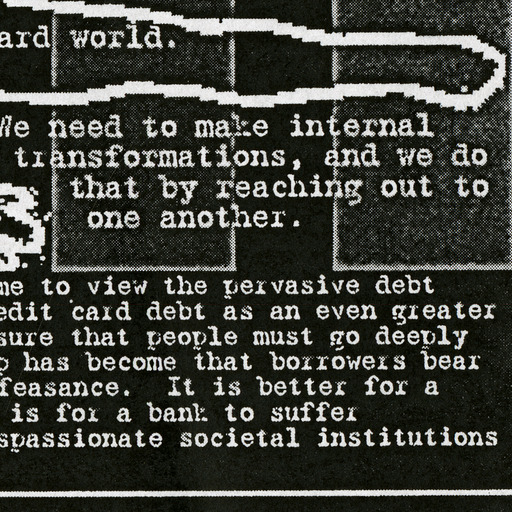 ard world.
We need to make internal
transformations, and we do
that by reaching out to
one another.
me to view the pervasive debt
edit card debt as an even greater
sure that people must go deeply
p has become that borrowers bear
feasance. It is better for a
is for a bank to suffer
spassionate societal institutions